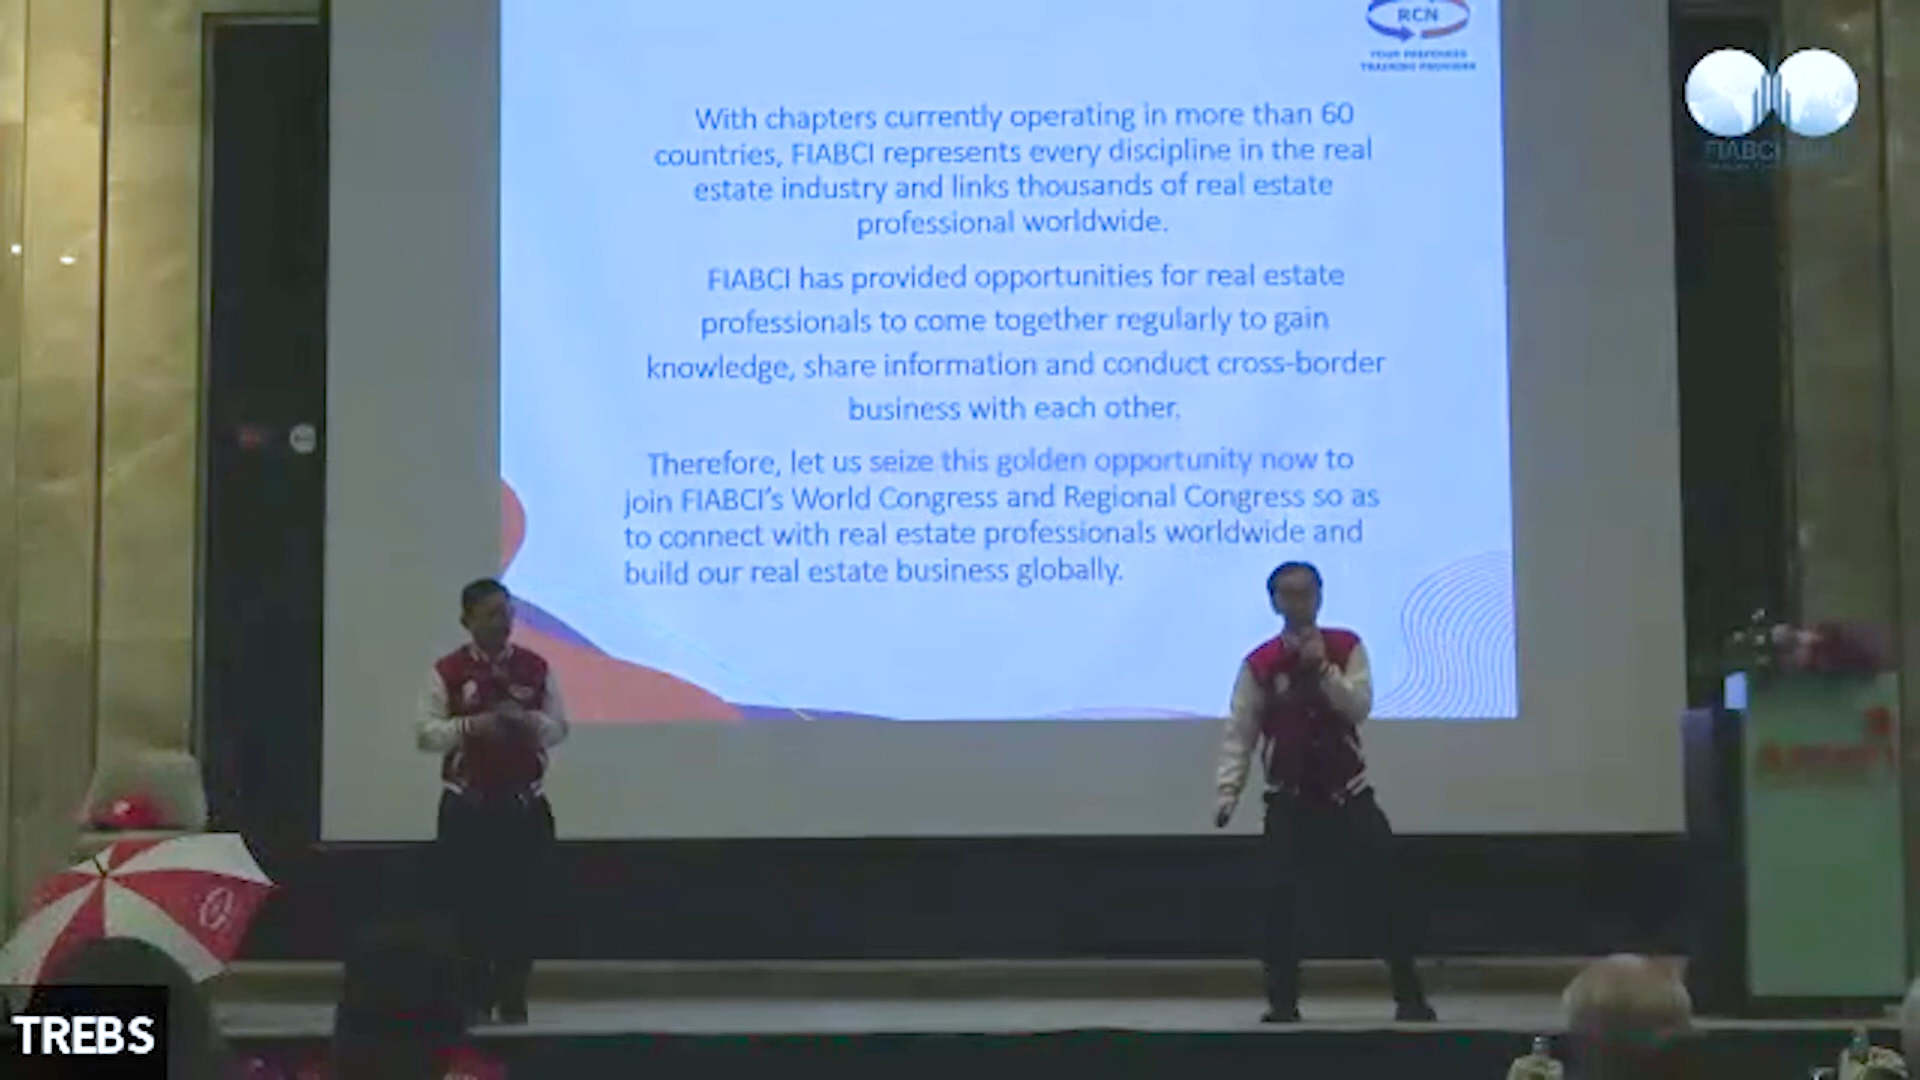 RCN
YOUR PREFERRED
TRAINING PROVIDER
FIABCI
With chapters currently operating in more than 60
countries, FIABCI represents every discipline in the real
estate industry and links thousands of real estate
professional worldwide.
FIABCI has provided opportunities for real estate
professionals to come together regularly to gain
knowledge, share information and conduct cross-border
business with each other.
Therefore, let us seize this golden opportunity now to
join FIABCI's World Congress and Regional Congress so as
to connect with real estate professionals worldwide and
build our real estate business globally.
TREBS